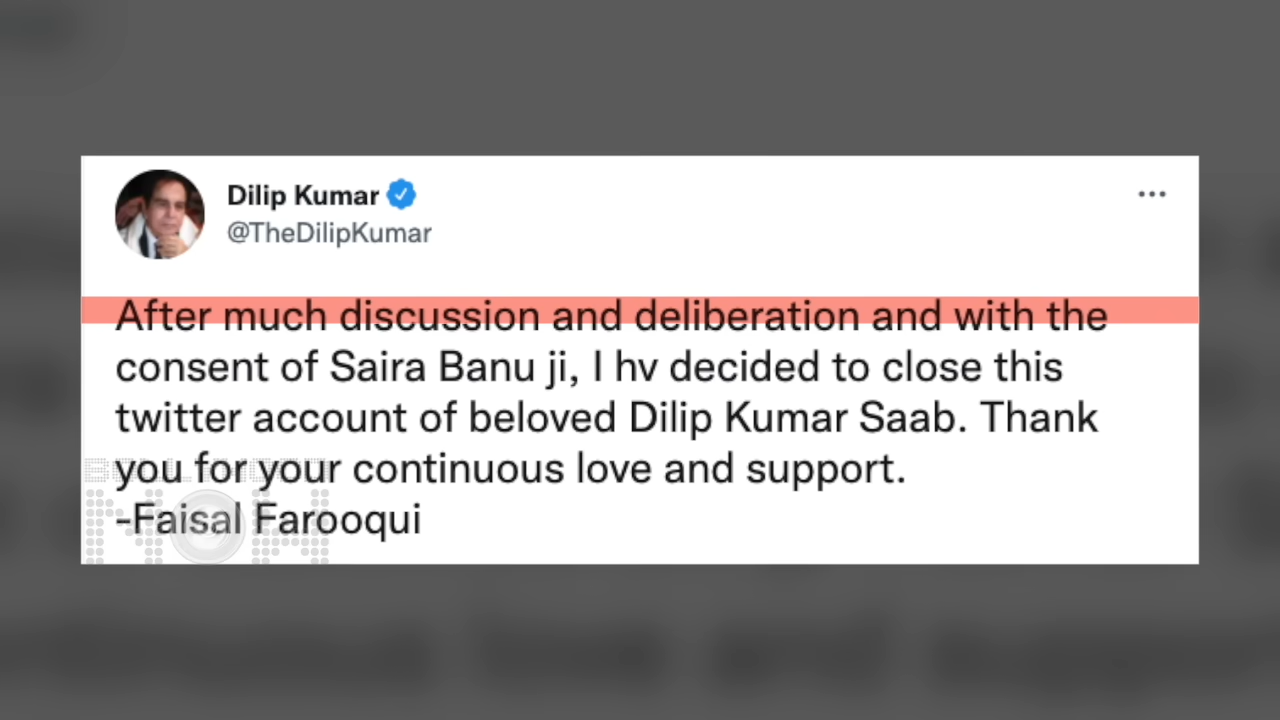 Dilip Kumar
@TheDilipKumar
After much discussion and deliberation and with the
consent of Saira Banu ji, I hv decided to close this
twitter account of beloved Dilip Kumar Saab. Thank
you for your continuous love and support.
-Faisal Farooqui